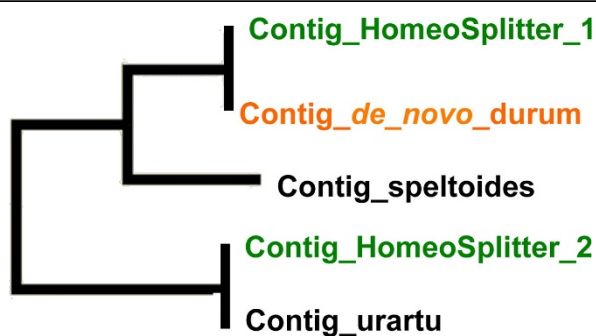 Contig_HomeoSplitter_1
Contig_de_novo_durum
Contig_speltoides
Contig_HomeoSplitter_2
Contig_urartu